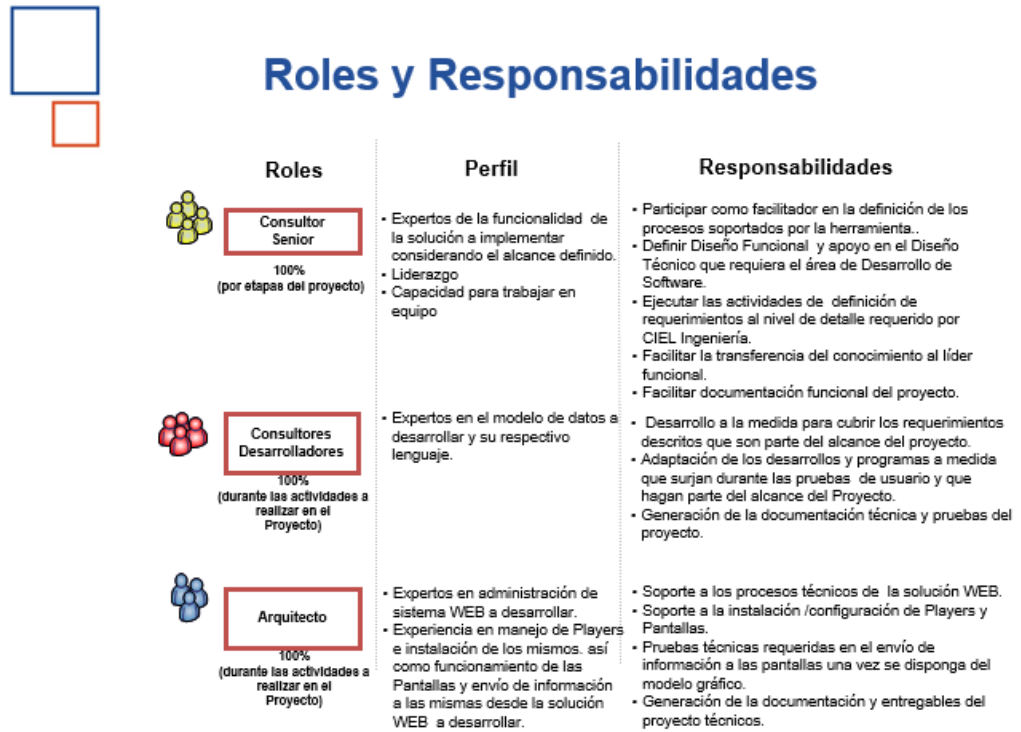 Roles y Responsabilidades
Roles
Perfil
Responsabilidades
Consultor
Senior
100%
(por etapas del proyecto)
▪ Expertos de la funcionalidad de
la solución a implementar
considerando el alcance definido.
▪ Liderazgo
▪ Capacidad para trabajar en
equipo
▪ Participar como facilitador en la definición de los
procesos soportados por la herramienta..
▪ Definir Diseño Funcional y apoyo en el Diseño
Técnico que requiera el área de Desarrollo de
Software.
▪ Ejecutar las actividades de definición de
requerimientos al nivel de detalle requerido por
CIEL Ingeniería.
▪ Facilitar la transferencia del conocimiento al líder
funcional.
▪ Facilitar documentación funcional del proyecto.
Consultores
Desarrolladores
100%
(durante las actividades a
realizar en el
Proyecto)
▪ Expertos en el modelo de datos a
desarrollar y su respectivo
lenguaje.
▪ Desarrollo a la medida para cubrir los requerimientos
descritos que son parte del alcance del proyecto.
▪ Adaptación de los desarrollos y programas a medida
que surjan durante las pruebas de usuario y que
hagan parte del alcance del Proyecto.
▪ Generación de la documentación técnica y pruebas del
proyecto.
Arquitecto
100%
(durante las actividades a
realizar en el
Proyecto)
▪ Expertos en administración de
sistema WEB a desarrollar.
▪ Experiencia en manejo de Players
e instalación de los mismos. así
como funcionamiento de las
Pantallas y envío de información
a las mismas desde la solución
WEB a desarrollar.
▪ Soporte a los procesos técnicos de la solución WEB.
▪ Soporte a la instalación /configuración de Players y
Pantallas.
▪ Pruebas técnicas requeridas en el envío de
información a las pantallas una vez se disponga del
modelo gráfico.
▪ Generación de la documentación y entregables del
proyecto técnicos.